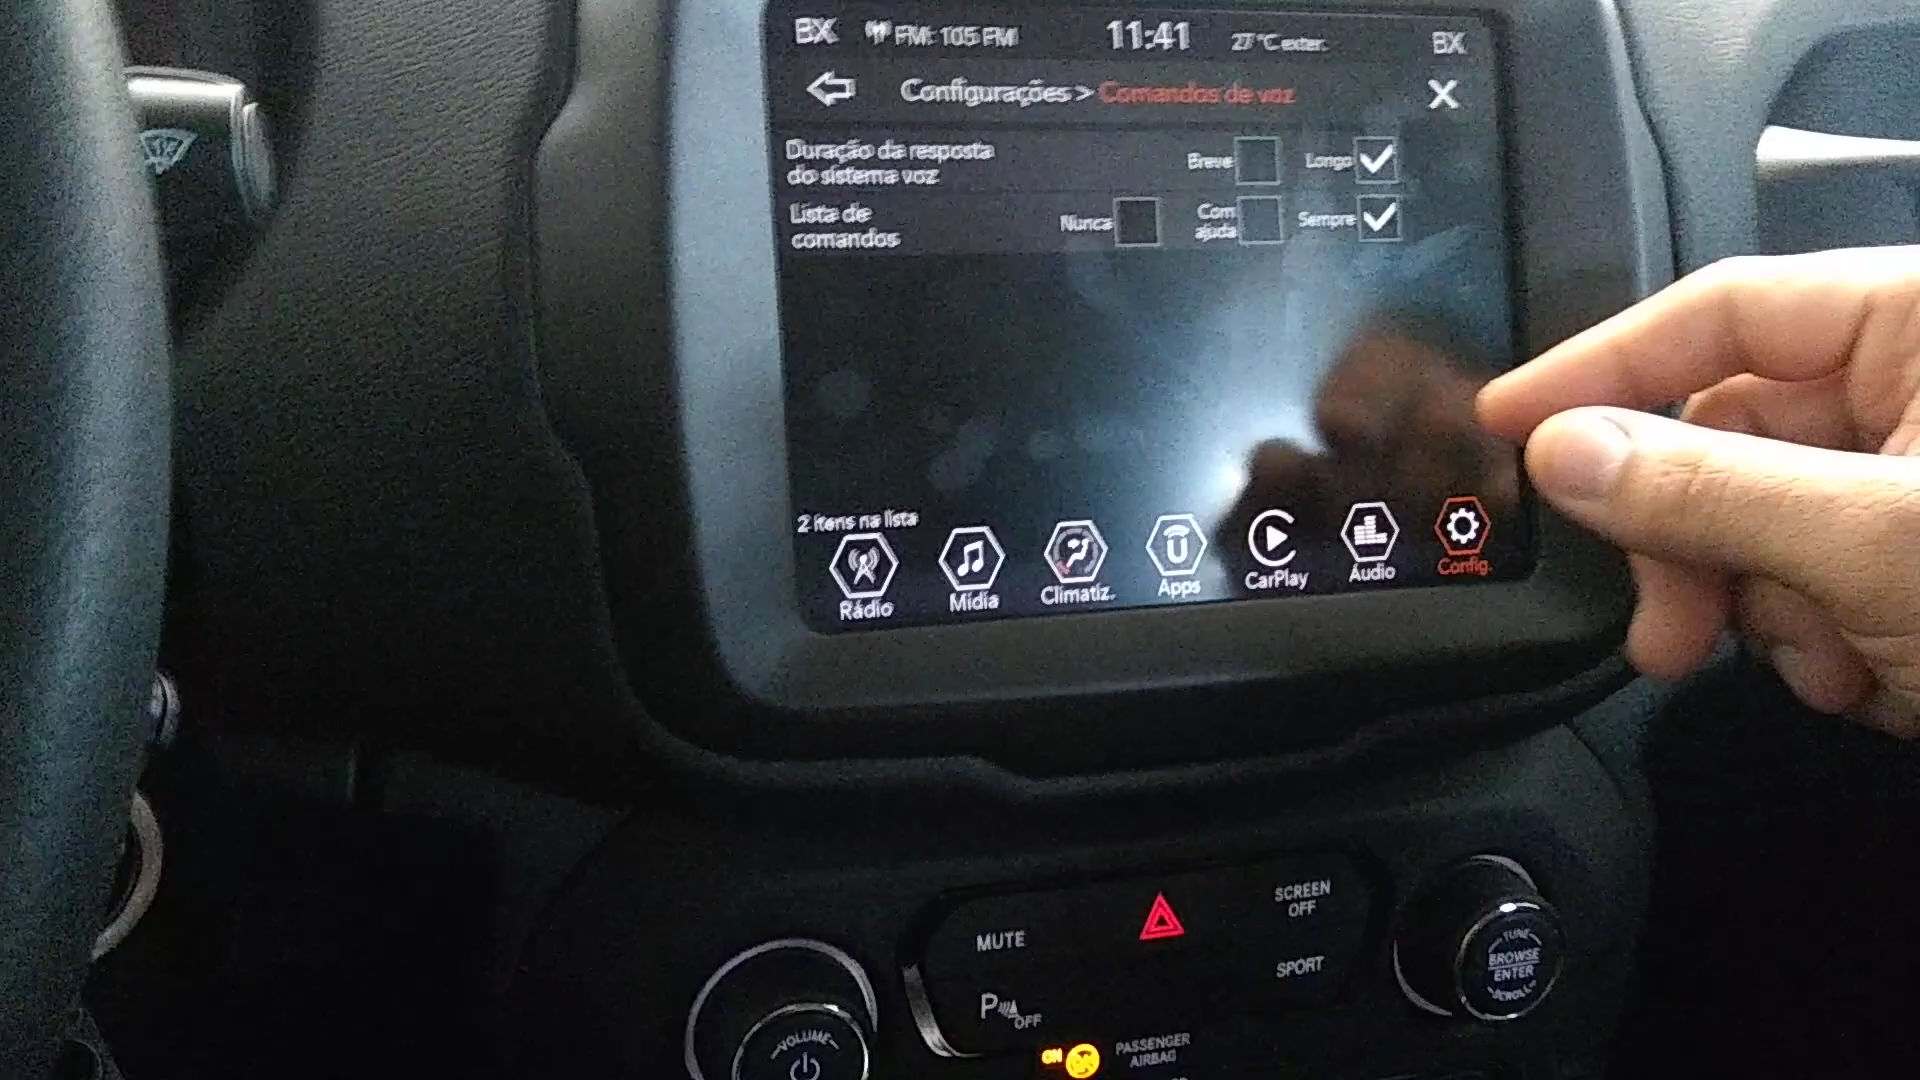 BX FM: 105 FM 11:41 27 °C exter. BX
Configurações > Comandos de voz X
Duração da resposta
do sistema voz
Breve Longo
Lista de
comandos
Nunca Com
ajuda Sempre
2 itens na lista
Rádio Mídia Climatiz. Apps CarPlay Áudio Config.
MUTE
SCREEN
OFF
SPORT
P OFF
ON OFF PASSENGER
AIRBAG
VOLUME
TUNE
BROWSE
ENTER
SCROLL